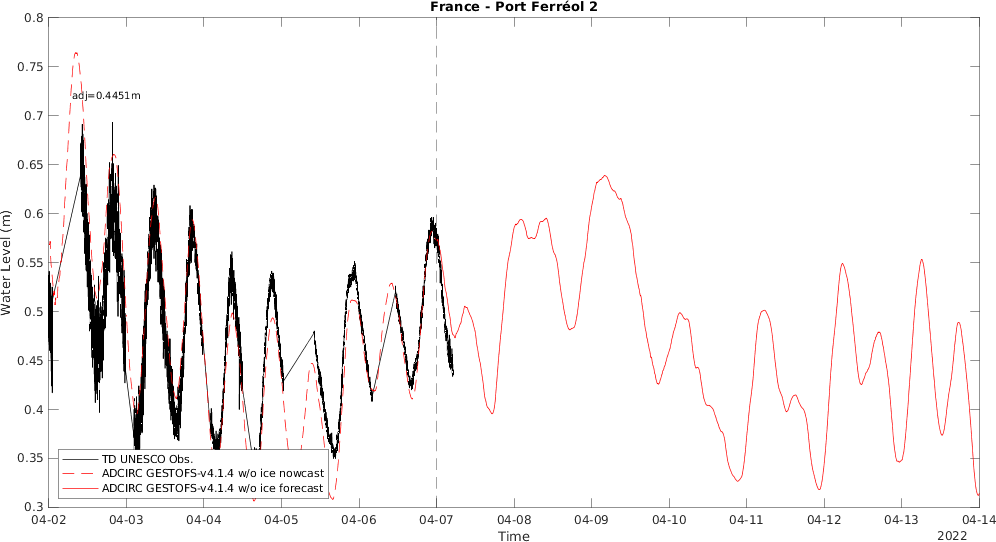 France - Port Ferréol 2
0.8
0.75
0.7
0.65
0.6
0.55
0.5
0.45
0.4
0.35
0.3
Water Level (m)
adj=0.4451m
TD UNESCO Obs.
ADCIRC GESTOFS-v4.1.4 w/o ice nowcast
ADCIRC GESTOFS-v4.1.4 w/o ice forecast
04-02 04-03 04-04 04-05 04-06 04-07 04-08 04-09 04-10 04-11 04-12 04-13 04-14
Time
2022